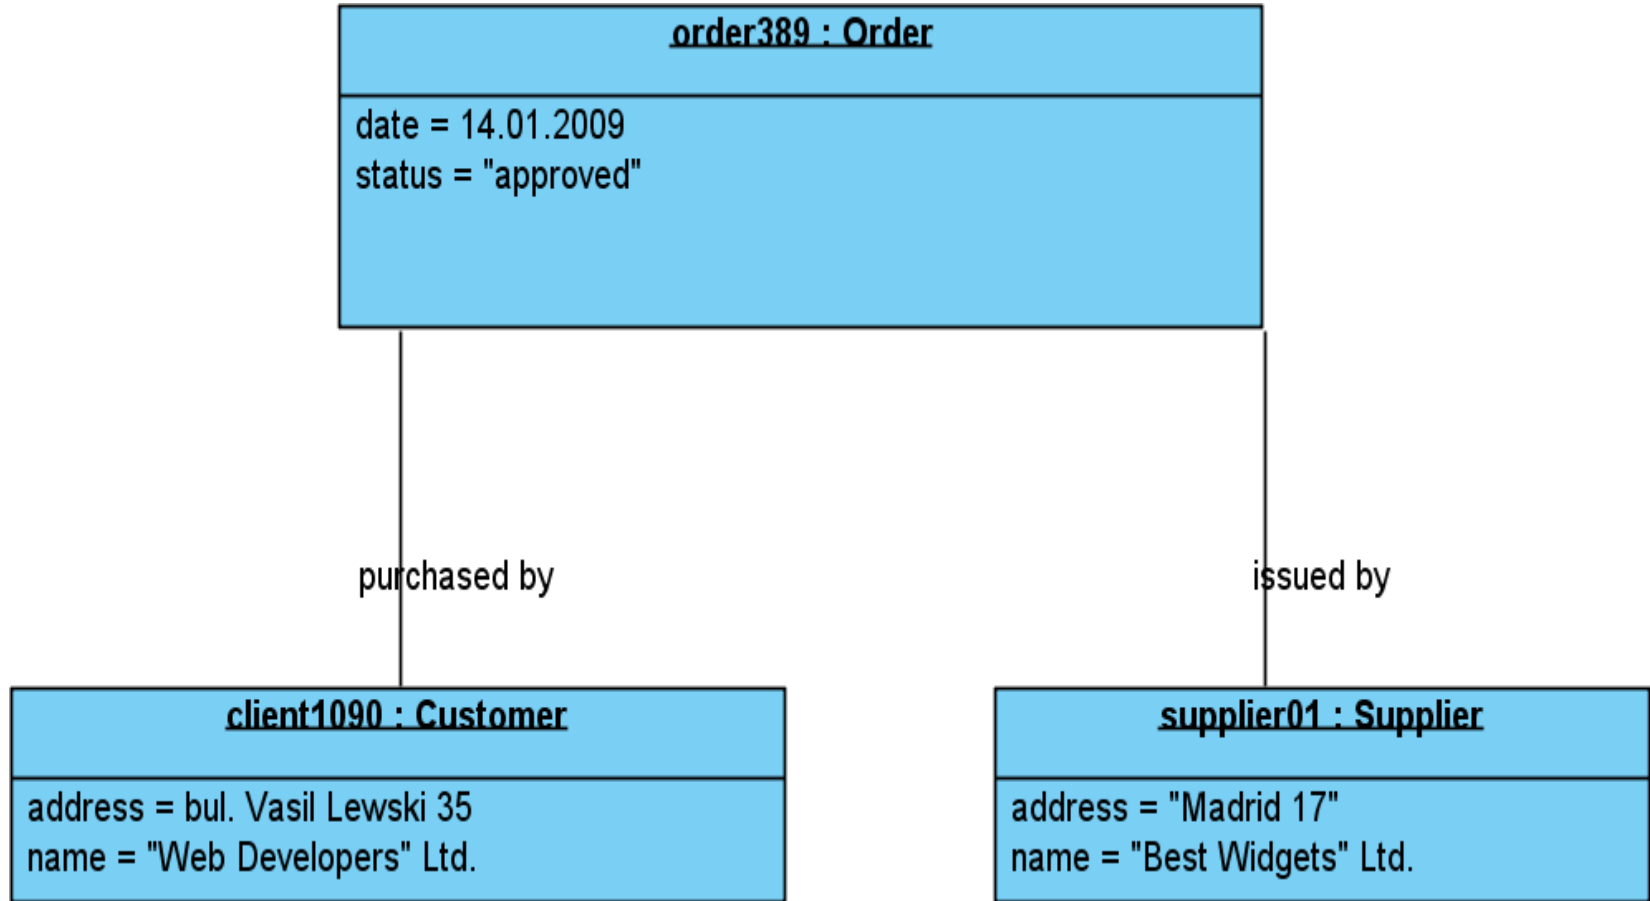 order389 : Order
date = 14.01.2009
status = "approved"
purchased by
issued by
client1090 : Customer
address = bul. Vasil Lewski 35
name = "Web Developers" Ltd.
supplier01 : Supplier
address = "Madrid 17"
name = "Best Widgets" Ltd.